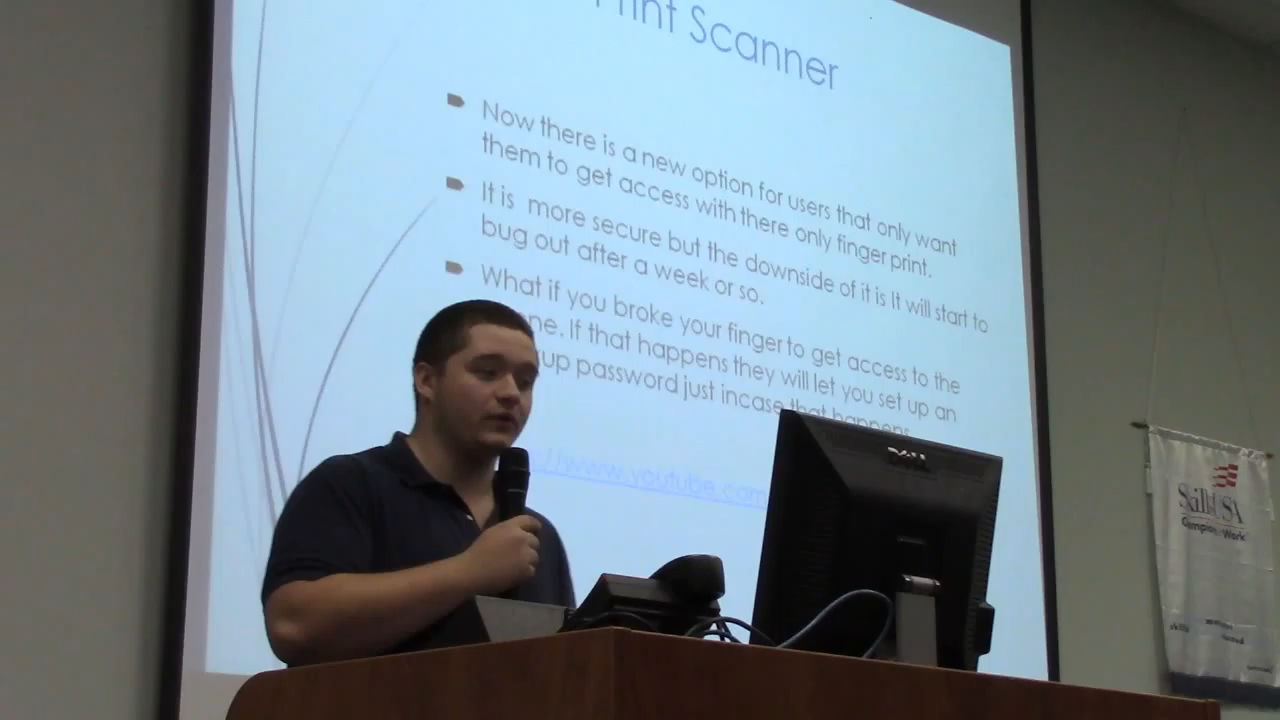 Print Scanner
Now there is a new option for users that only want
them to get access with there only finger print.
It is more secure but the downside of it is It will start to
bug out after a week or so.
What if you broke your finger to get access to the
ne. If that happens they will let you set up an
up password just incase that happens
//www.youtube.com
DELL
SkillsUSA